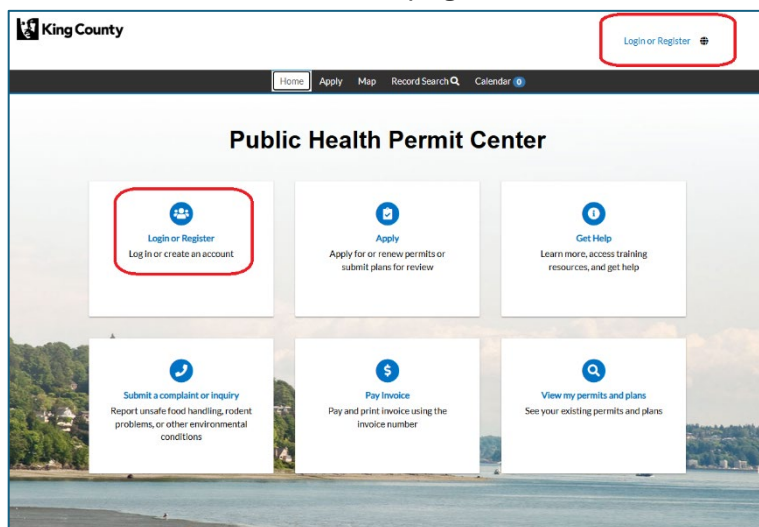 King County
Login or Register
Home Apply Map Record Search Calendar 0
Public Health Permit Center
Login or Register
Log in or create an account
Apply
Apply for or renew permits or
submit plans for review
Get Help
Learn more, access training
resources, and get help
Submit a complaint or inquiry
Report unsafe food handling, rodent
problems, or other environmental
conditions
Pay Invoice
Pay and print invoice using the
invoice number
View my permits and plans
See your existing permits and plans